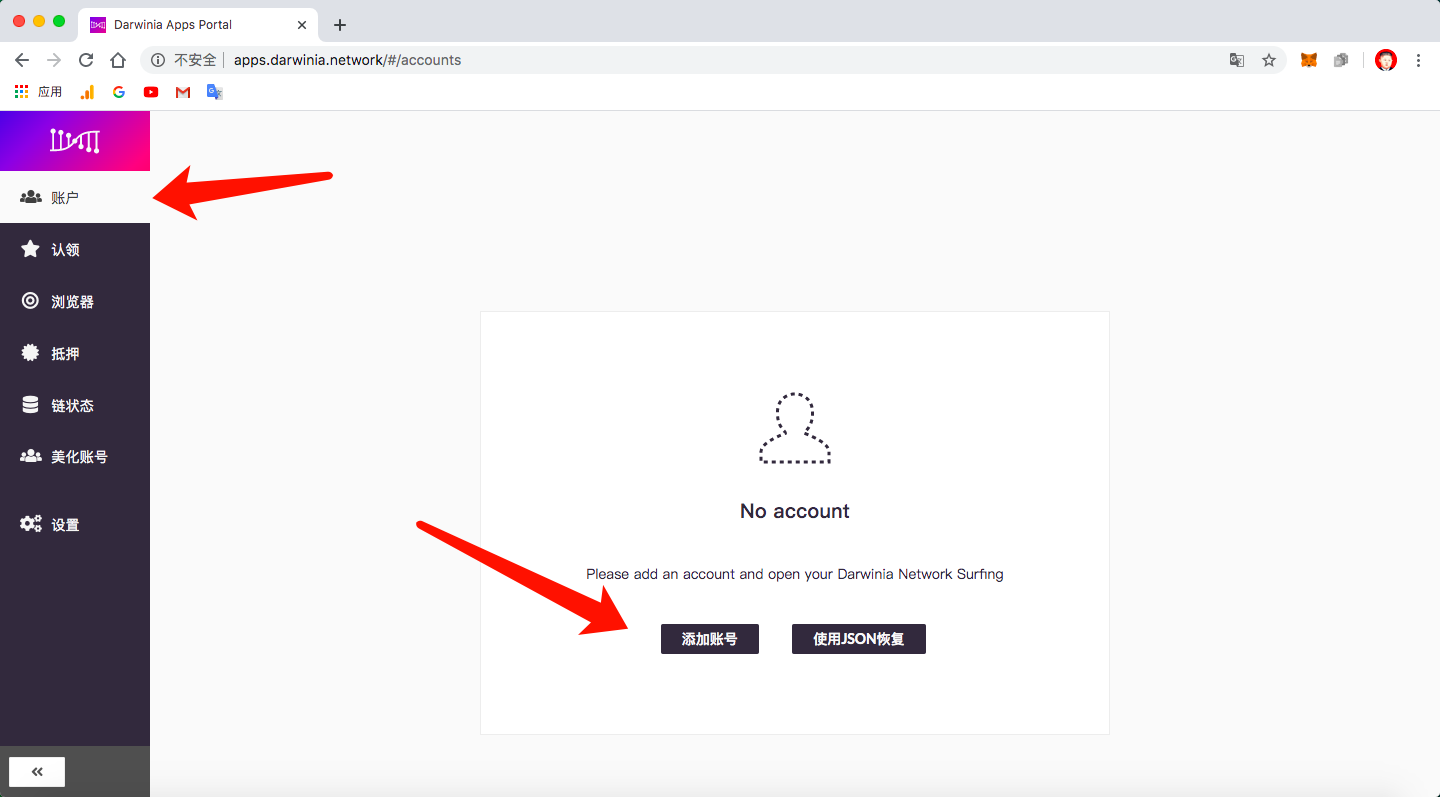 Darwinia Apps Portal
不安全 apps.darwinia.network/#/accounts
应用
账户
认领
浏览器
抵押
链状态
美化账号
设置
No account
Please add an account and open your Darwinia Network Surfing
添加账号 使用JSON恢复